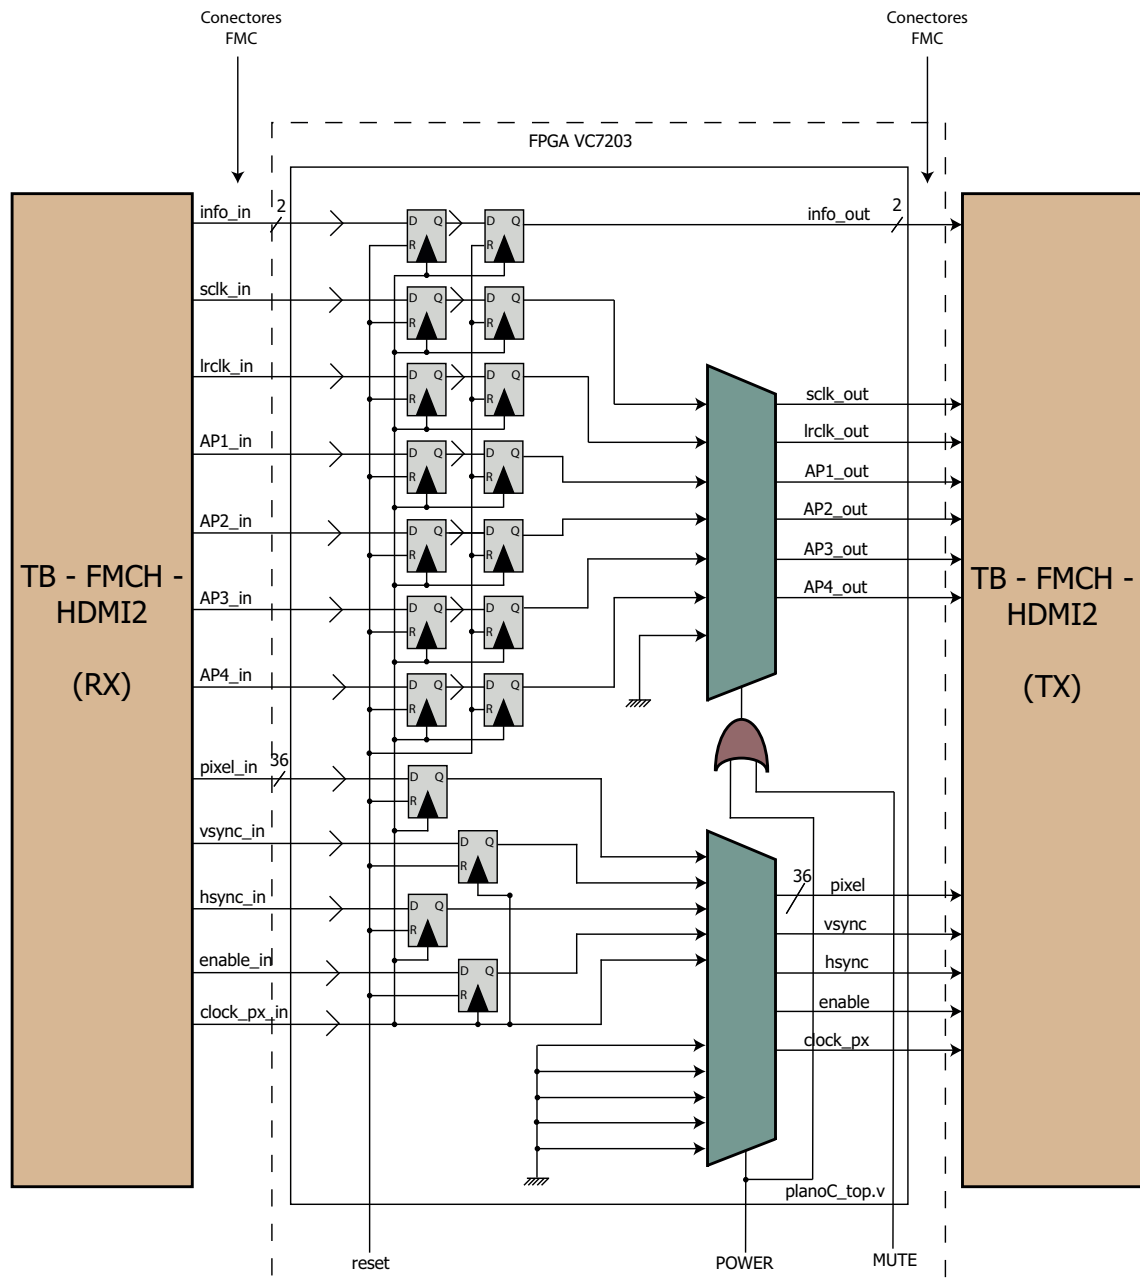 Conectores
FMC
Conectores
FMC
FPGA VC7203
info_in
2
D
Q
R
D
Q
R
info_out
2
sclk_in
D
Q
R
D
Q
R
lrclk_in
D
Q
R
D
Q
R
sclk_out
lrclk_out
AP1_in
D
Q
R
D
Q
R
AP1_out
AP2_in
D
Q
R
D
Q
R
AP2_out
AP3_out
TB - FMCH -
HDMI2
(RX)
AP3_in
D
Q
R
D
Q
R
AP4_out
TB - FMCH -
HDMI2
(TX)
AP4_in
D
Q
R
D
Q
R
pixel_in
36
D
Q
R
vsync_in
D
Q
R
36
pixel
hsync_in
D
Q
R
vsync
enable_in
D
Q
R
hsync
clock_px_in
enable
clock_px
planoC_top.v
reset
POWER
MUTE